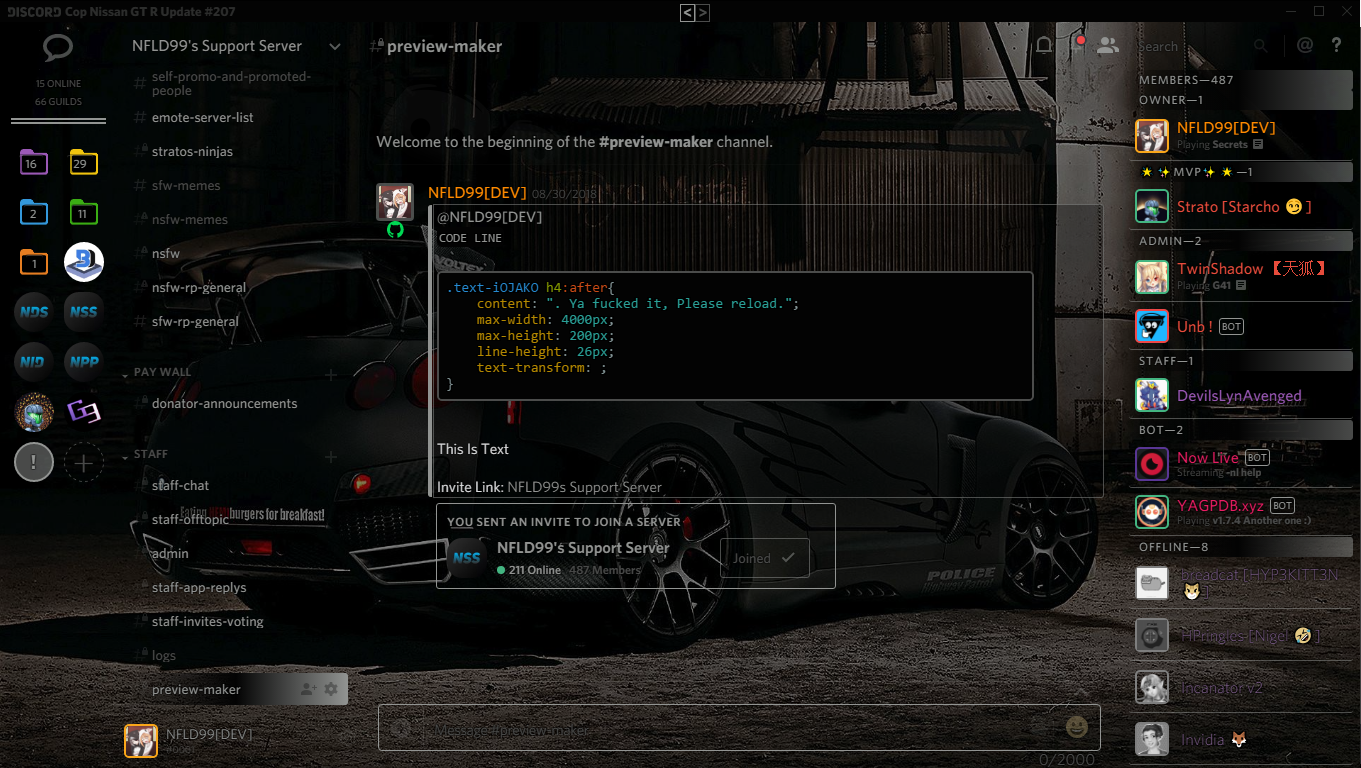 DISCORD Cop Nissan GT R Update #207
<>
15 ONLINE
66 GUILDS
16
29
2
11
1
NDS
NSS
NID
NPP
!
NFLD99's Support Server
self-promo-and-promoted-
people
emote-server-list
stratos-ninjas
sfw-memes
nsfw-memes
nsfw
nsfw-rp-general
sfw-rp-general
PAY WALL
donator-announcements
STAFF
staff-chat
staff-offtopic
admin
staff-app-replys
staff-invites-voting
logs
preview-maker
NFLD99[DEV]
#preview-maker
Welcome to the beginning of the #preview-maker channel.
NFLD99[DEV] 08/30/2018
@NFLD99[DEV]
CODE LINE
.text-iOJAKO h4:after{
content: ". Ya fucked it, Please reload.";
max-width: 4000px;
max-height: 200px;
line-height: 26px;
text-transform: ;
}
This Is Text
Invite Link: NFLD99s Support Server
YOU SENT AN INVITE TO JOIN A SERVER
NSS
NFLD99's Support Server
211 Online 487 Members
Joined
VOLTEX
burgers for breakfast!
POLICE
Message #preview-maker
0/2000
Search
@ ?
MEMBERS—487
OWNER—1
NFLD99[DEV]
Playing Secrets
⭐ ✨MVP✨ ⭐ —1
Strato [Starcho 😏 ]
ADMIN—2
TwinShadow 【天狐】
Playing G41
Unb ! BOT
STAFF—1
DevilsLynAvenged
BOT—2
Now Live BOT
Streaming -nl help
YAGPDB.xyz BOT
Playing v1.7.4 Another one :)
OFFLINE—8
Breadcat [HYP3K1TT3N
🐱 ]
HPringles [Nigel 🤣 ]
Incanator v2
Invidia 🦊